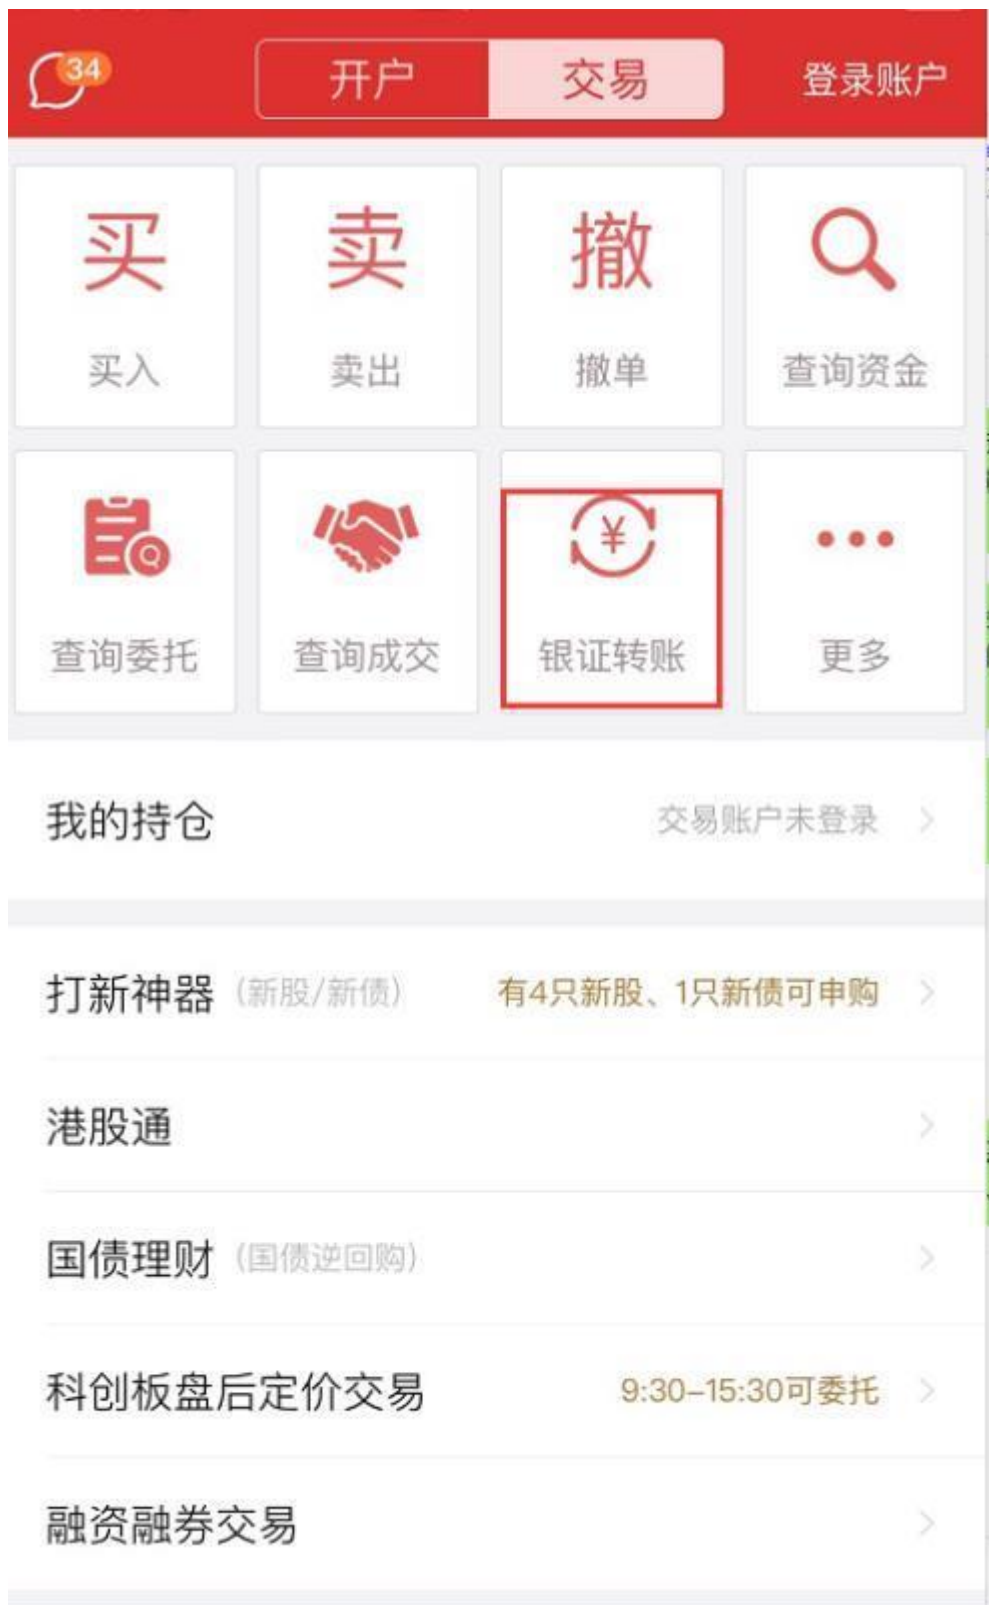 34
开户 交易 登录账户
买 卖 撤
买入 卖出 撤单 查询资金
¥
查询委托 查询成交 银证转账 更多
我的持仓 交易账户未登录
打新神器(新股/新债) 有4只新股、1只新债可申购
港股通
国债理财(国债逆回购)
科创板盘后定价交易 9:30–15:30可委托
融资融券交易